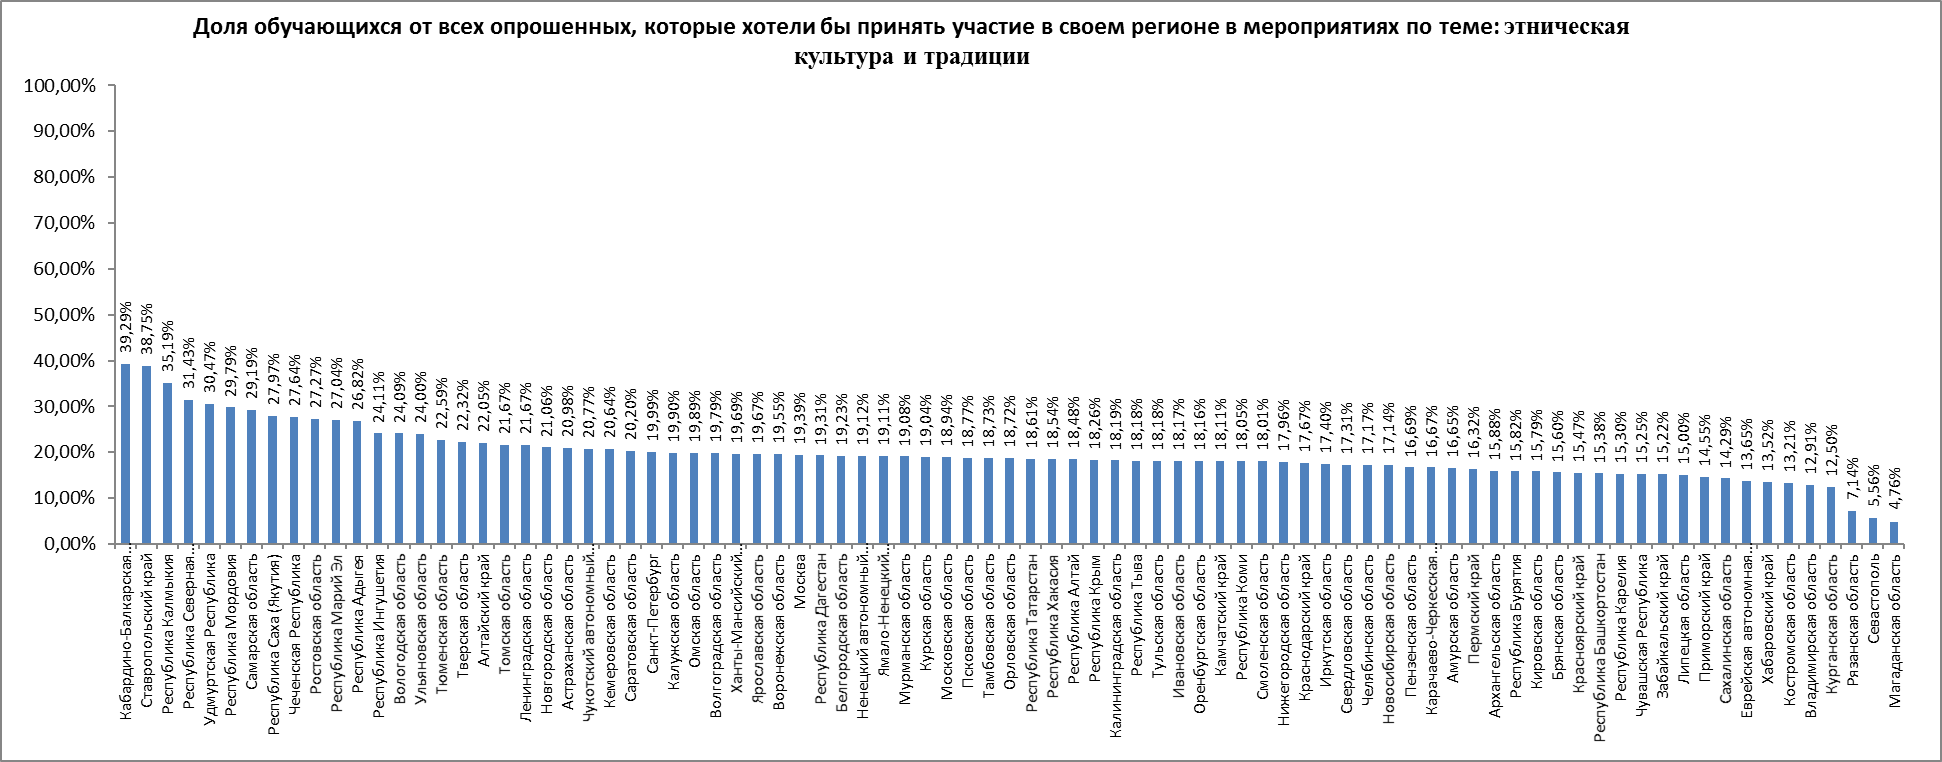 Доля обучающихся от всех опрошенных, которые хотели бы принять участие в своем регионе в мероприятиях по теме: этническая
культура и традиции
100,00%
90,00%
80,00%
70,00%
60,00%
50,00%
40,00%
30,00%
20,00%
10,00%
0,00%
39,29%
38,75%
35,19%
31,43%
30,47%
29,79%
29,19%
27,97%
27,64%
27,27%
27,04%
26,82%
24,11%
24,09%
24,00%
22,59%
22,32%
22,05%
21,67%
21,67%
21,06%
20,98%
20,77%
20,64%
20,20%
19,99%
19,90%
19,89%
19,79%
19,69%
19,67%
19,55%
19,39%
19,31%
19,23%
19,12%
19,11%
19,08%
19,04%
18,94%
18,77%
18,73%
18,72%
18,61%
18,54%
18,48%
18,26%
18,19%
18,18%
18,18%
18,17%
18,16%
18,11%
18,05%
18,01%
17,96%
17,67%
17,40%
17,31%
17,17%
17,14%
16,69%
16,67%
16,65%
16,32%
15,88%
15,82%
15,79%
15,60%
15,47%
15,38%
15,30%
15,25%
15,22%
15,00%
14,55%
14,29%
13,65%
13,52%
13,21%
12,91%
12,50%
7,14%
5,56%
4,76%
Кабардино-Балкарская…
Ставропольский край
Республика Калмыкия
Республика Северная…
Удмуртская Республика
Республика Мордовия
Самарская область
Республика Саха (Якутия)
Чеченская Республика
Ростовская область
Республика Марий Эл
Республика Адыгея
Республика Ингушетия
Вологодская область
Ульяновская область
Тюменская область
Тверская область
Алтайский край
Томская область
Ленинградская область
Новгородская область
Астраханская область
Чукотский автономный…
Кемеровская область
Саратовская область
Санкт-Петербург
Калужская область
Омская область
Волгоградская область
Ханты-Мансийский…
Ярославская область
Воронежская область
Москва
Республика Дагестан
Белгородская область
Ненецкий автономный…
Ямало-Ненецкий…
Мурманская область
Курская область
Московская область
Псковская область
Тамбовская область
Орловская область
Республика Татарстан
Республика Хакасия
Республика Алтай
Республика Крым
Калининградская область
Республика Тыва
Тульская область
Ивановская область
Оренбургская область
Камчатский край
Республика Коми
Смоленская область
Нижегородская область
Краснодарский край
Иркутская область
Свердловская область
Челябинская область
Новосибирская область
Пензенская область
Карачаево-Черкесская…
Амурская область
Пермский край
Архангельская область
Республика Бурятия
Кировская область
Брянская область
Красноярский край
Республика Башкортостан
Республика Карелия
Чувашская Республика
Забайкальский край
Липецкая область
Приморский край
Сахалинская область
Еврейская автономная…
Хабаровский край
Костромская область
Владимирская область
Курганская область
Рязанская область
Севастополь
Магаданская область